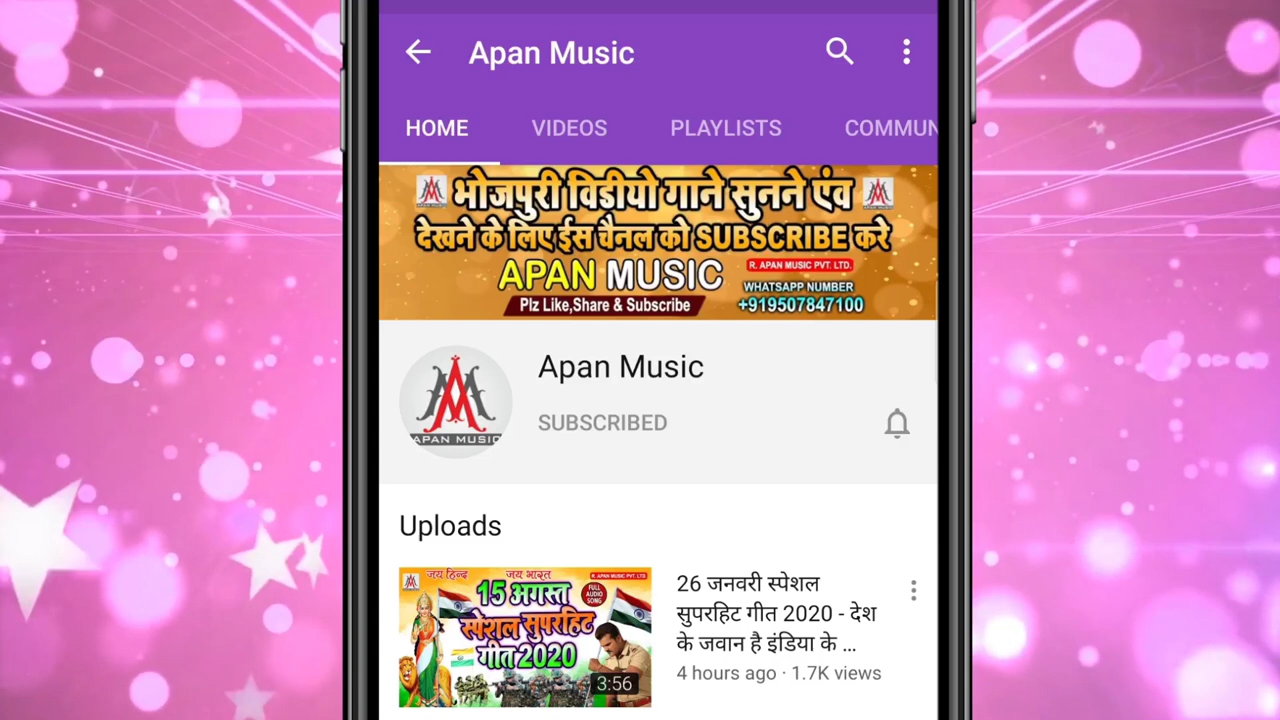 Apan Music
HOME VIDEOS PLAYLISTS COMMUN
भोजपुरी विडीयो गाने सुनने एंव
देखने के लिए ईस चैनल को SUBSCRIBE करे
APAN MUSIC
R. APAN MUSIC PVT. LTD.
WHATSAPP NUMBER
Plz Like,Share & Subscribe
+919507847100
Apan Music
SUBSCRIBED
APAN MUSIC
Uploads
जय हिन्द जय भारत
R. APAN MUSIC PVT. LTD
15 अगस्त
FULL
AUDIO
SONG
स्पेशल सुपरहिट
गीत 2020
3:56
26 जनवरी स्पेशल
सुपरहिट गीत 2020 - देश
के जवान है इंडिया के ...
4 hours ago · 1.7K views